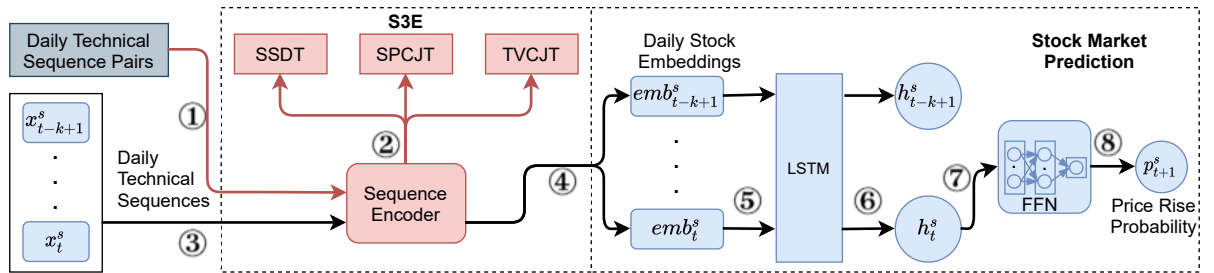 S3E
Daily Technical
Sequence Pairs
SSDT
SPCJT
TVCJT
Daily Stock
Embeddings
Stock Market
Prediction
①
②
x^s_{t-k+1}
.
.
.
x^s_t
Daily
Technical
Sequences
③
Sequence
Encoder
④
emb^s_{t-k+1}
.
.
.
emb^s_t
⑤
LSTM
⑥
h^s_{t-k+1}
h^s_t
⑦
FFN
⑧
p^s_{t+1}
Price Rise
Probability